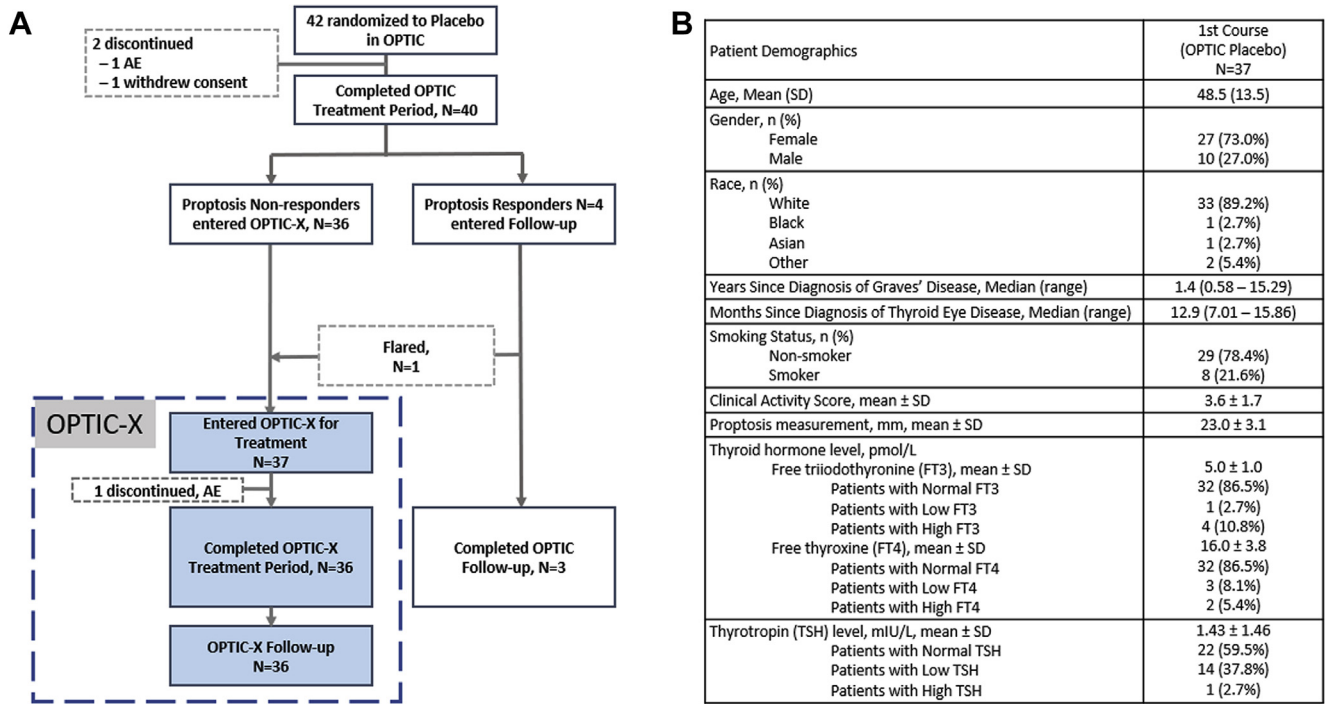 A
42 randomized to Placebo
in OPTIC
2 discontinued
– 1 AE
– 1 withdrew consent
Completed OPTIC
Treatment Period, N=40
Proptosis Non-responders
entered OPTIC-X, N=36
Proptosis Responders N=4
entered Follow-up
Flared,
N=1
OPTIC-X
Entered OPTIC-X for
Treatment
N=37
1 discontinued, AE
Completed OPTIC-X
Treatment Period, N=36
Completed OPTIC
Follow-up, N=3
OPTIC-X Follow-up
N=36
B
Patient Demographics
1st Course
(OPTIC Placebo)
N=37
Age, Mean (SD) 48.5 (13.5)
Gender, n (%)
Female 27 (73.0%)
Male 10 (27.0%)
Race, n (%)
White 33 (89.2%)
Black 1 (2.7%)
Asian 1 (2.7%)
Other 2 (5.4%)
Years Since Diagnosis of Graves’ Disease, Median (range) 1.4 (0.58 – 15.29)
Months Since Diagnosis of Thyroid Eye Disease, Median (range) 12.9 (7.01 – 15.86)
Smoking Status, n (%)
Non-smoker 29 (78.4%)
Smoker 8 (21.6%)
Clinical Activity Score, mean ± SD 3.6 ± 1.7
Proptosis measurement, mm, mean ± SD 23.0 ± 3.1
Thyroid hormone level, pmol/L
Free triiodothyronine (FT3), mean ± SD 5.0 ± 1.0
Patients with Normal FT3 32 (86.5%)
Patients with Low FT3 1 (2.7%)
Patients with High FT3 4 (10.8%)
Free thyroxine (FT4), mean ± SD 16.0 ± 3.8
Patients with Normal FT4 32 (86.5%)
Patients with Low FT4 3 (8.1%)
Patients with High FT4 2 (5.4%)
Thyrotropin (TSH) level, mIU/L, mean ± SD 1.43 ± 1.46
Patients with Normal TSH 22 (59.5%)
Patients with Low TSH 14 (37.8%)
Patients with High TSH 1 (2.7%)